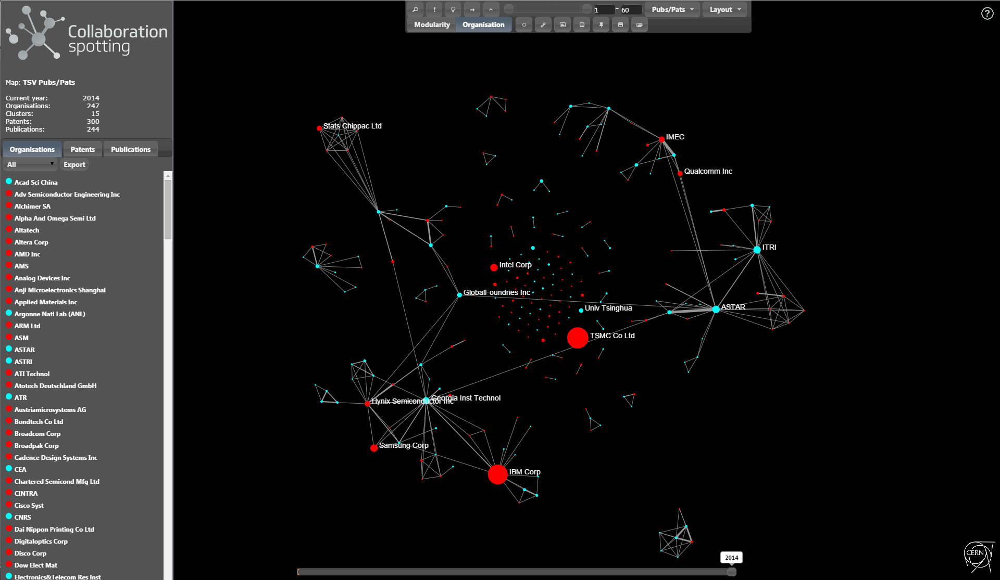 Collaboration
spotting
Map: TSV Pubs/Pats
Current year: 2014
Organisations: 247
Clusters: 15
Patents: 300
Publications: 244
Organisations Patents Publications
All Export
Acad Sci China
Adv Semiconductor Engineering Inc
Alchimer SA
Alpha And Omega Semi Ltd
Altatech
Altera Corp
AMD Inc
AMS
Analog Devices Inc
Anji Microelectronics Shanghai
Applied Materials Inc
Argonne Natl Lab (ANL)
ARM Ltd
ASM
ASTAR
ASTRI
ATI Technol
Atotech Deutschland GmbH
ATR
Austriamicrosystems AG
Bondtech Co Ltd
Broadcom Corp
Broadpak Corp
Cadence Design Systems Inc
CEA
Chartered Semicond Mfg Ltd
CINTRA
Cisco Syst
CNRS
Dai Nippon Printing Co Ltd
Digitaloptics Corp
Disco Corp
Dow Elect Mat
Electronics&Telecom Res Inst
1 - 60 Pubs/Pats Layout
Modularity Organisation
?
Stats Chippac Ltd
IMEC
Qualcomm Inc
ITRI
Intel Corp
GlobalFoundries Inc
Univ Tsinghua
ASTAR
TSMC Co Ltd
Georgia Inst Technol
Hynix Semiconductor Inc
Samsung Corp
IBM Corp
2014
CERN